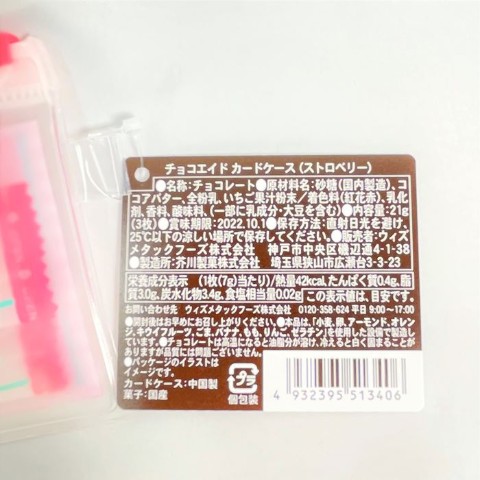 チョコエイド カードケース（ストロベリー）
●名称:チョコレート●原材料名:砂糖（国内製造）、コ
コアバター、全粉乳、いちご果汁粉末／着色料（紅花赤）、乳化
剤、香料、酸味料、（一部に乳成分・大豆を含む）●内容量:21g
（3枚）●賞味期限:2022.10.1●保存方法:直射日光を避け、
25℃以下の涼しい場所で保存してください。●販売者:ウィズ
メタックフーズ株式会社　神戸市中央区磯辺通4-1-38
●製造所:芥川製菓株式会社　埼玉県狭山市広瀬台3-3-23
栄養成分表示　（1枚（7g）当たり）／熱量42kcal、たんぱく質0.4g、脂
質3.0g、炭水化物3.4g、食塩相当量0.02g この表示値は、目安です。
お問い合わせ先　ウィズメタックフーズ　0120-358-624 平日 9:00〜17:00
●開封後はお早めにお召し上がりください。●本品は、「小麦、卵、アーモンド、オレン
ジ、キウイフルーツ、ごま、バナナ、もも、りんご、ゼラチン」を使用した設備で製造してい
ます。●チョコレートは高温になると油脂分が溶け、冷えると白く固まることが
ありますが品質には問題ございません。
●パッケージのイラストは
イメージです。
カードケース:中国製
菓子:国産
プラ
個包装
4 932395 513406